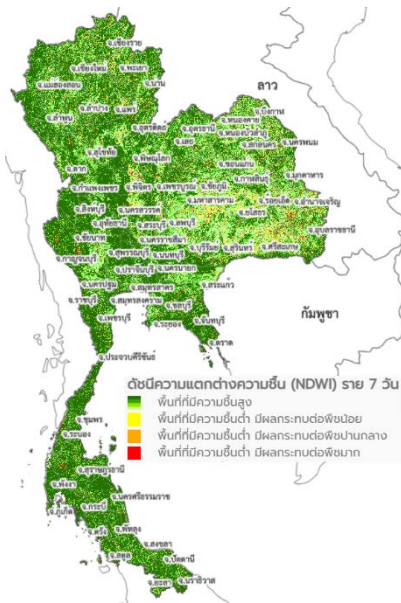 จ.เชียงราย
จ.เชียงใหม่
จ.พะเยา
จ.แม่ฮ่องสอน
จ.น่าน
ลาว
จ.ลำปาง
จ.แพร่
จ.บึงกาฬ
จ.ลำพูน
จ.หนองคาย
จ.อุตรดิตถ์
จ.อุดรธานี
จ.หนองบัวลำภู
จ.เลย
จ.สกลนคร
จ.นครพนม
จ.สุโขทัย
จ.พิษณุโลก
จ.ขอนแก่น
จ.ตาก
จ.กาฬสินธุ์
จ.มุกดาหาร
จ.กำแพงเพชร
จ.พิจิตร
จ.เพชรบูรณ์
จ.ชัยภูมิ
จ.มหาสารคาม
จ.ร้อยเอ็ด
จ.อำนาจเจริญ
จ.สิงห์บุรี
จ.นครสวรรค์
จ.ยโสธร
จ.อุทัยธานี
จ.สระบุรี
จ.ลพบุรี
จ.อุบลราชธานี
จ.ชัยนาท
จ.นครราชสีมา
จ.บุรีรัมย์
จ.สุรินทร์
จ.ศรีสะเกษ
จ.กาญจนบุรี
จ.สุพรรณบุรี
จ.นนทบุรี
จ.ปราจีนบุรี
จ.นครนายก
จ.นครปฐม
จ.สมุทรสาคร
จ.สระแก้ว
จ.ราชบุรี
จ.สมุทรสงคราม
จ.ชลบุรี
กัมพูชา
จ.เพชรบุรี
จ.ระยอง
จ.จันทบุรี
จ.ตราด
จ.ประจวบคีรีขันธ์
ดัชนีความแตกต่างความชื้น (NDWI) ราย 7 วัน
พื้นที่ที่มีความชื้นสูง
พื้นที่ที่มีความชื้นต่ำ มีผลกระทบต่อพืชน้อย
พื้นที่ที่มีความชื้นต่ำ มีผลกระทบต่อพืชปานกลาง
พื้นที่ที่มีความชื้นต่ำ มีผลกระทบต่อพืชมาก
จ.ชุมพร
จ.ระนอง
จ.สุราษฎร์ธานี
จ.พังงา
จ.นครศรีธรรมราช
จ.กระบี่
จ.ภูเก็ต
จ.ตรัง
จ.พัทลุง
จ.สงขลา
จ.สตูล
จ.ปัตตานี
จ.ยะลา
จ.นราธิวาส